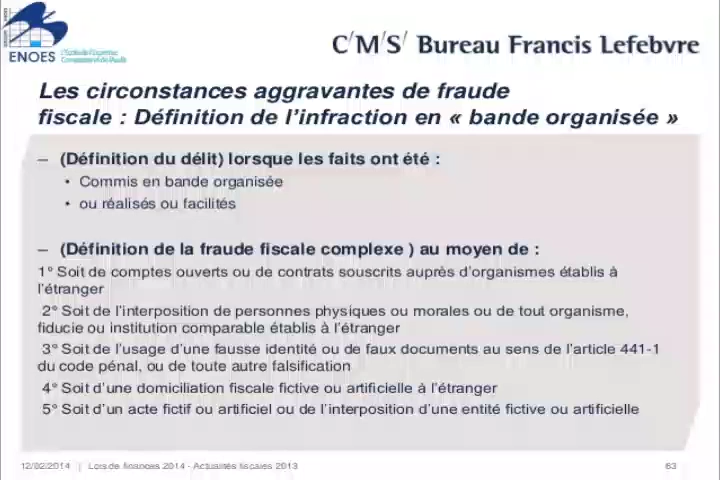 ENOES
C/M/S/ Bureau Francis Lefebvre
Les circonstances aggravantes de fraude
fiscale : Définition de l'infraction en « bande organisée »
– (Définition du délit) lorsque les faits ont été :
• Commis en bande organisée
• ou réalisés ou facilités
– (Définition de la fraude fiscale complexe ) au moyen de :
1° Soit de comptes ouverts ou de contrats souscrits auprès d'organismes établis à
l'étranger
2° Soit de l'interposition de personnes physiques ou morales ou de tout organisme,
fiducie ou institution comparable établis à l'étranger
3° Soit de l'usage d'une fausse identité ou de faux documents au sens de l'article 441-1
du code pénal, ou de toute autre falsification
4° Soit d'une domiciliation fiscale fictive ou artificielle à l'étranger
5° Soit d'un acte fictif ou artificiel ou de l'interposition d'une entité fictive ou artificielle
12/02/2014 | Lois de finances 2014 - Actualités fiscales 2013
63